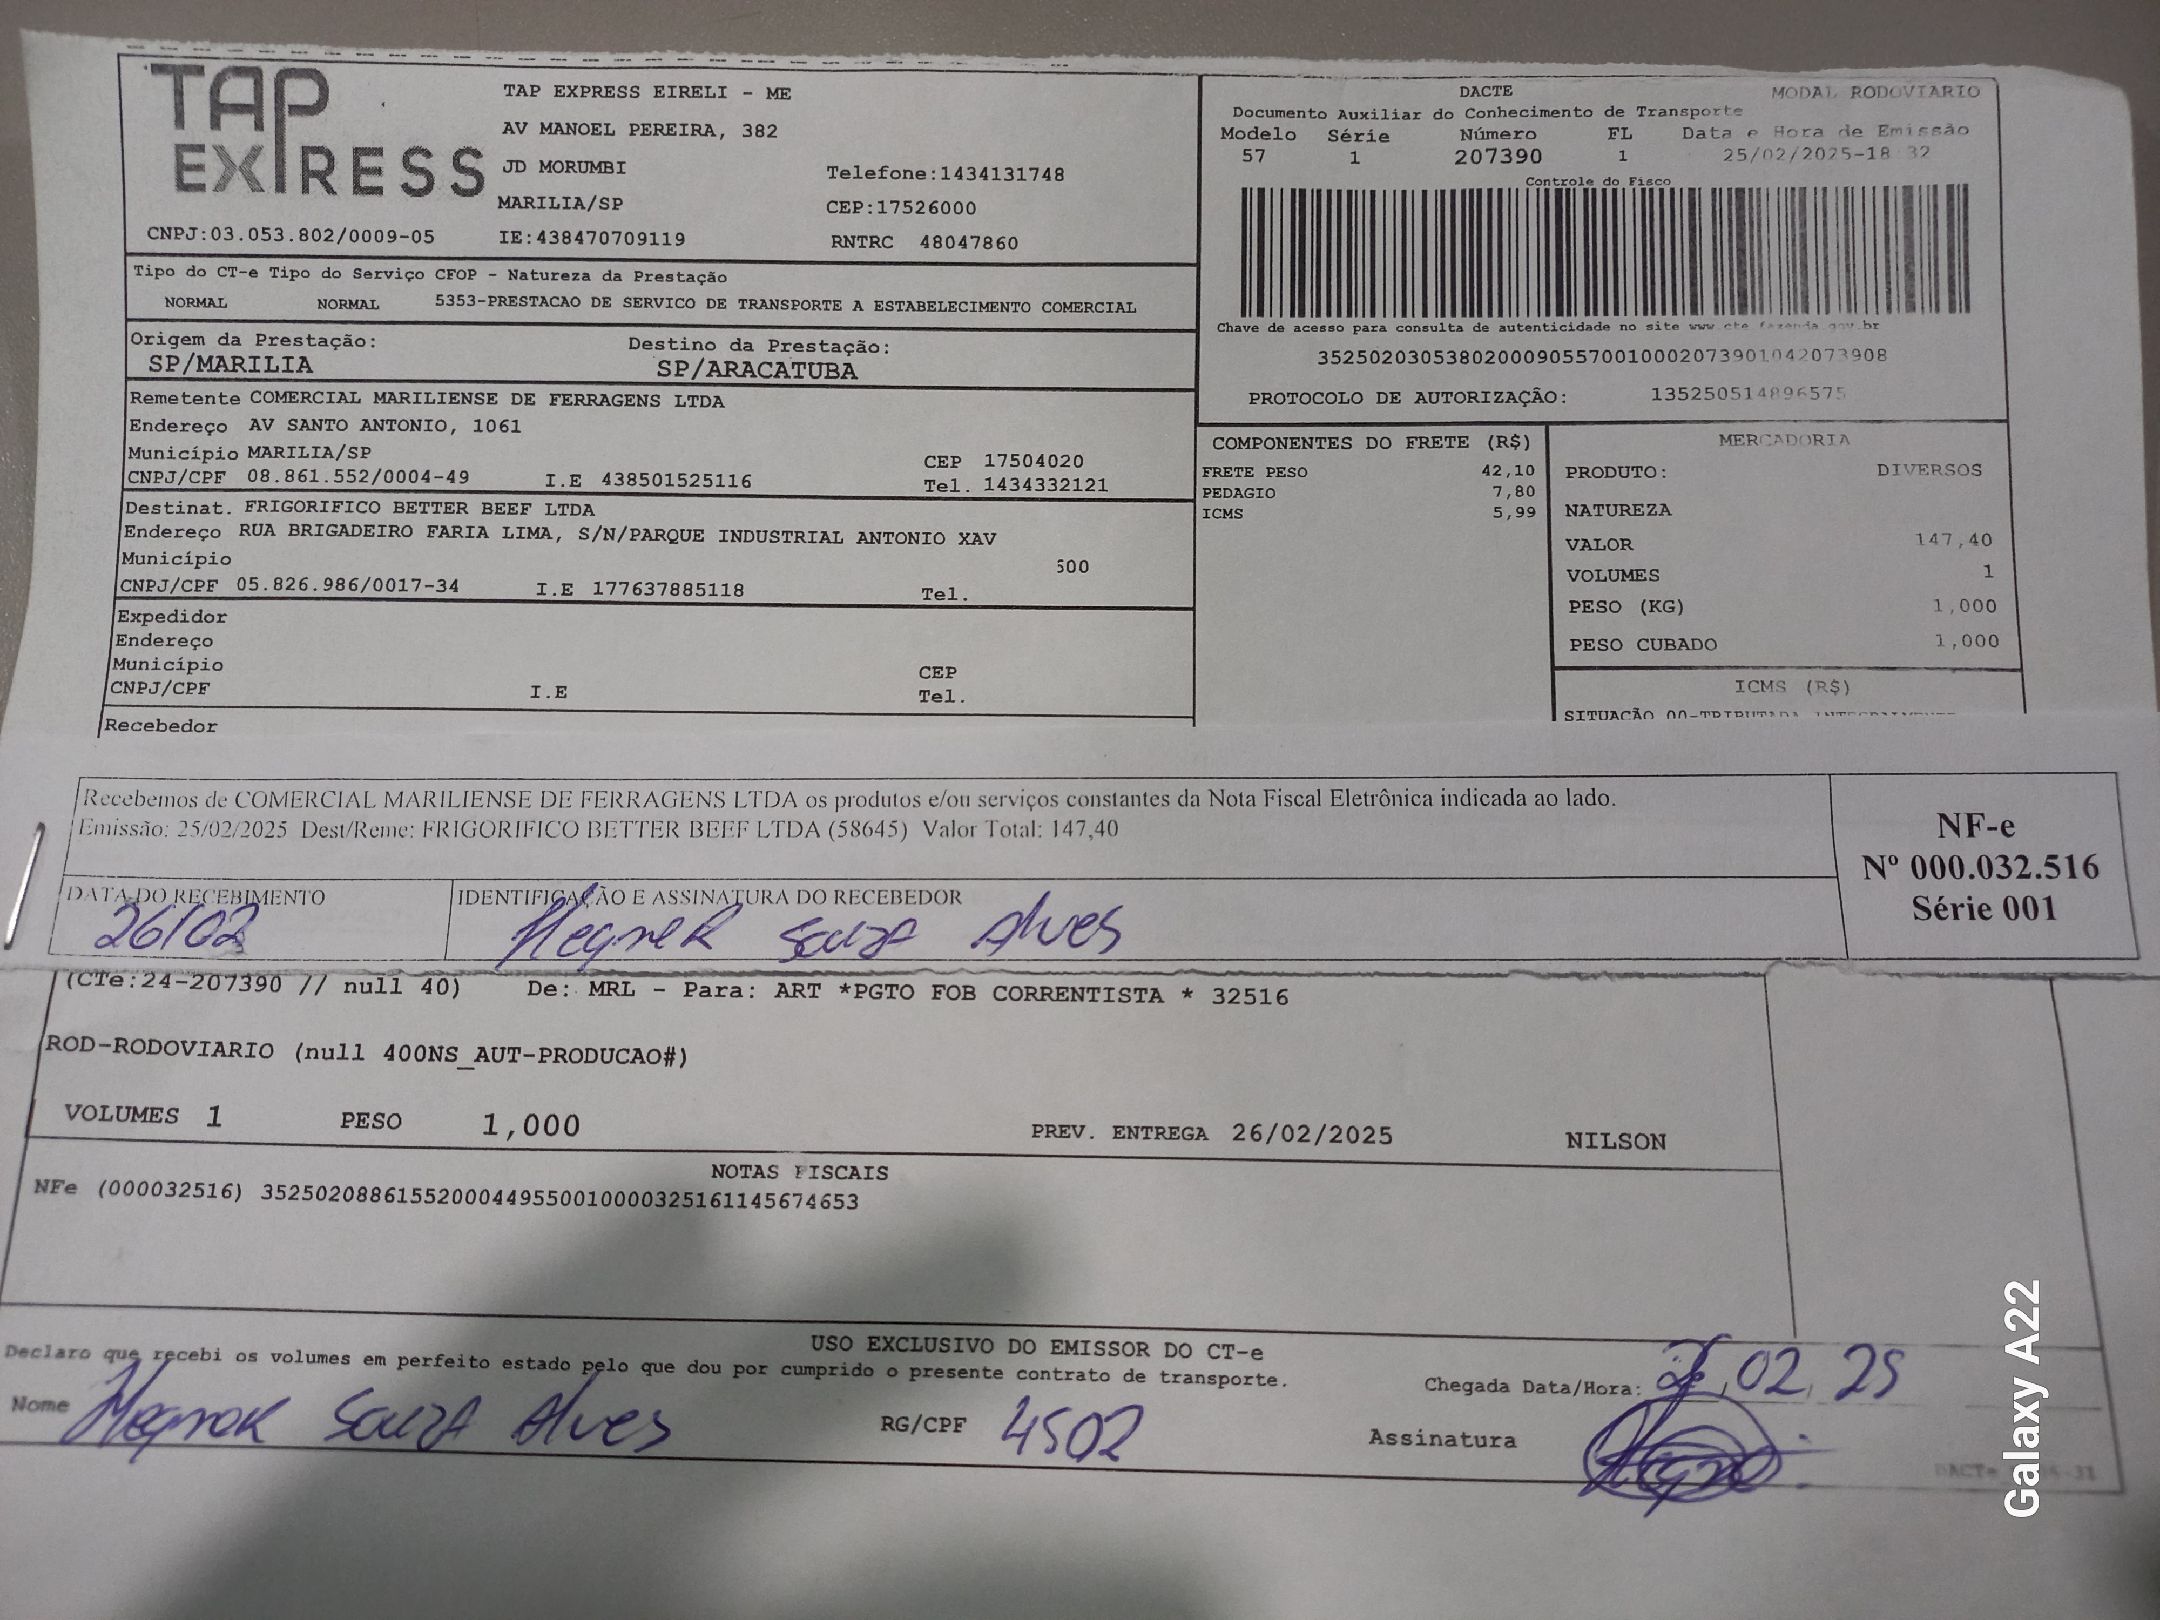 TAP EXPRESS
TAP EXPRESS EIRELI - ME
AV MANOEL PEREIRA, 382
JD MORUMBI
Telefone:1434131748
MARILIA/SP
CEP:17526000
CNPJ:03.053.802/0009-05
IE:438470709119
RNTRC 48047860
DACTE
MODAL RODOVIARIO
Documento Auxiliar do Conhecimento de Transporte
Modelo Série Número FL Data e Hora de Emissão
57 1 207390 1 25/02/2025-18 32
Controle do Fisco
Chave de acesso para consulta de autenticidade no site www cte fazenda.gov.br
35250203053802000905570010002073901042073908
PROTOCOLO DE AUTORIZAÇÃO: 135250514896575
Tipo do CT-e Tipo do Serviço CFOP - Natureza da Prestação
NORMAL NORMAL 5353-PRESTACAO DE SERVICO DE TRANSPORTE A ESTABELECIMENTO COMERCIAL
Origem da Prestação: Destino da Prestação:
SP/MARILIA SP/ARACATUBA
Remetente COMERCIAL MARILIENSE DE FERRAGENS LTDA
Endereço AV SANTO ANTONIO, 1061
Município MARILIA/SP CEP 17504020
CNPJ/CPF 08.861.552/0004-49 I.E 438501525116 Tel. 1434332121
Destinat. FRIGORIFICO BETTER BEEF LTDA
Endereço RUA BRIGADEIRO FARIA LIMA, S/N/PARQUE INDUSTRIAL ANTONIO XAV
Município 500
CNPJ/CPF 05.826.986/0017-34 I.E 177637885118 Tel.
Expedidor
Endereço
Município CEP
CNPJ/CPF I.E Tel.
Recebedor
COMPONENTES DO FRETE (R$)
FRETE PESO 42,10
PEDAGIO 7,80
ICMS 5,99
MERCADORIA
PRODUTO: DIVERSOS
NATUREZA
VALOR 147,40
VOLUMES 1
PESO (KG) 1,000
PESO CUBADO 1,000
ICMS (R$)
SITUAÇÃO 00-TRIBUTADA INTEGRALMENTE
Recebemos de COMERCIAL MARILIENSE DE FERRAGENS LTDA os produtos e/ou serviços constantes da Nota Fiscal Eletrônica indicada ao lado.
Emissão: 25/02/2025 Dest/Reme: FRIGORIFICO BETTER BEEF LTDA (58645) Valor Total: 147,40
NF-e
Nº 000.032.516
Série 001
DATA DO RECEBIMENTO IDENTIFICAÇÃO E ASSINATURA DO RECEBEDOR
26/02 Souza Alves
(CTe:24-207390 // null 40) De: MRL - Para: ART *PGTO FOB CORRENTISTA * 32516
ROD-RODOVIARIO (null 400NS_AUT-PRODUCAO#)
VOLUMES 1 PESO 1,000 PREV. ENTREGA 26/02/2025 NILSON
NOTAS FISCAIS
NFe (000032516) 35250208861552000449550010000325161145674653
USO EXCLUSIVO DO EMISSOR DO CT-e
Declaro que recebi os volumes em perfeito estado pelo que dou por cumprido o presente contrato de transporte.
Chegada Data/Hora: 02 25
Nome Souza Alves RG/CPF 4502 Assinatura
Galaxy A22